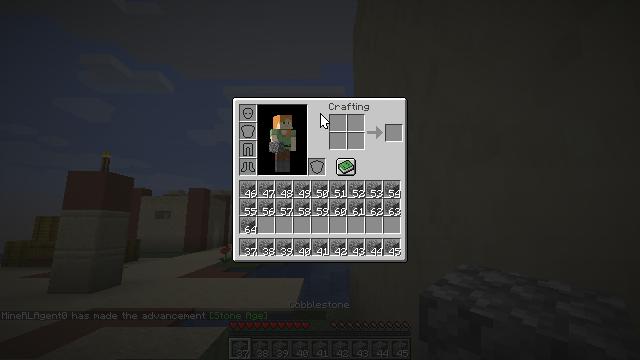 Crafting
46 47 48 49 50 51 52 53 54
55 56 57 58 59 60 61 62 63
64
37 38 39 40 41 42 43 44 45
Cobblestone
MineRLAgent0 has made the advancement [Stone Age]
37 38 39 40 41 42 43 44 45